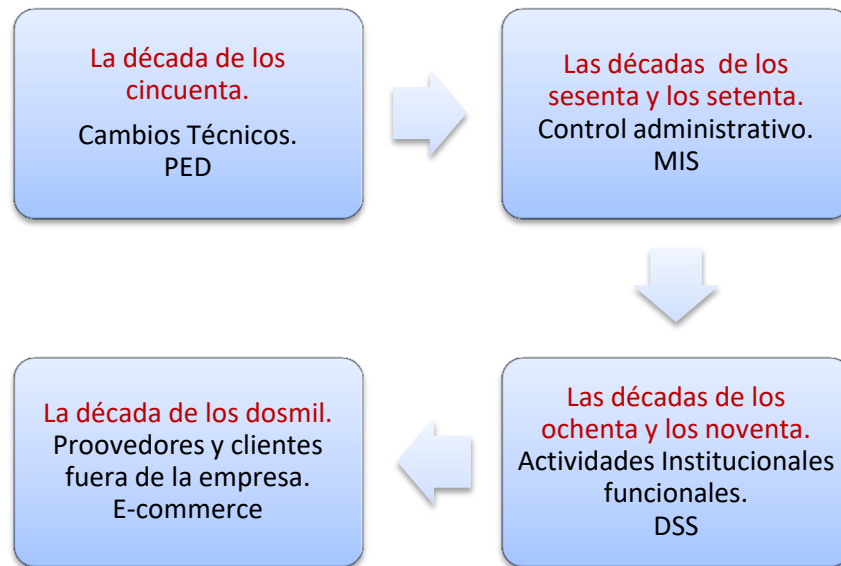 La década de los
cincuenta.
Cambios Técnicos.
PED
Las décadas  de los
sesenta y los setenta.
Control administrativo.
MIS
Las décadas de los
ochenta y los noventa.
Actividades Institucionales
funcionales.
DSS
La década de los dosmil.
Proovedores y clientes
fuera de la empresa.
E-commerce